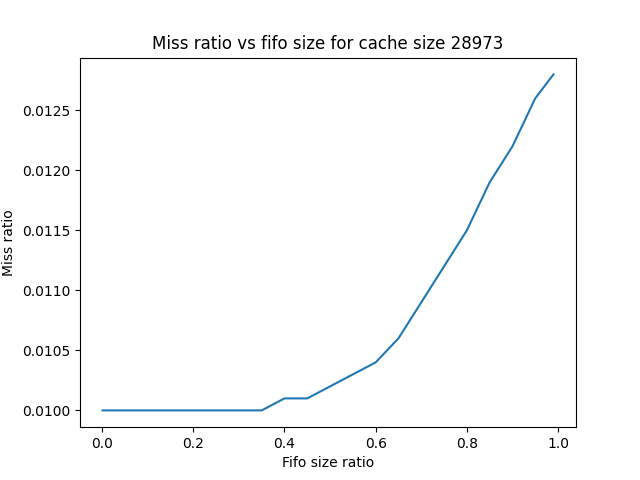 Miss ratio vs fifo size for cache size 28973
0.0125
0.0120
0.0115
0.0110
0.0105
0.0100
Miss ratio
0.0 0.2 0.4 0.6 0.8 1.0
Fifo size ratio